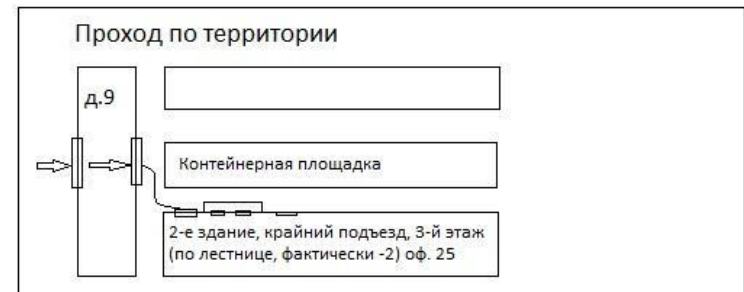 Проход по территории
д.9
Контейнерная площадка
2-е здание, крайний подъезд, 3-й этаж
(по лестнице, фактически -2) оф. 25